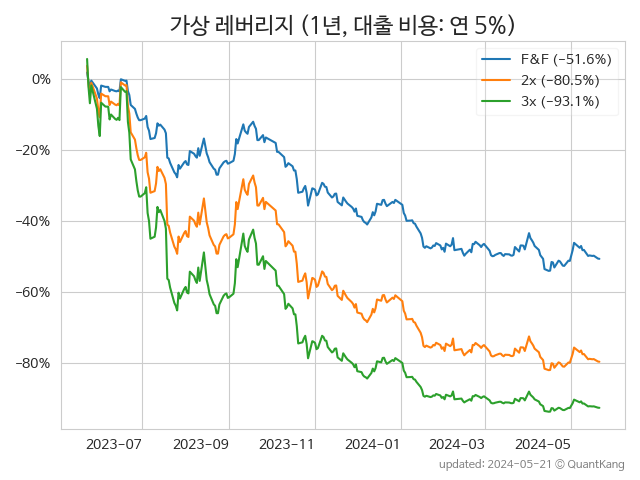 가상 레버리지 (1년, 대출 비용: 연 5%)
F&F (−51.6%)
2x (−80.5%)
3x (−93.1%)
0%
−20%
−40%
−60%
−80%
2023−07 2023−09 2023−11 2024−01 2024−03 2024−05
updated: 2024-05-21 © QuantKang